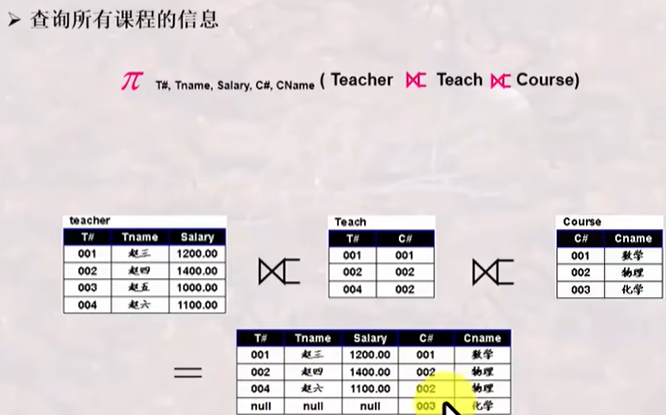 ➢ 查询所有课程的信息
π T#, Tname, Salary, C#, CName ( Teacher ⟖ Teach ⟖ Course)
teacher
T# Tname Salary
001 赵三 1200.00
002 赵四 1400.00
003 赵五 1000.00
004 赵六 1100.00
⟖
Teach
T# C#
001 001
002 002
004 002
⟖
Course
C# Cname
001 数学
002 物理
003 化学
=
T# Tname Salary C# Cname
001 赵三 1200.00 001 数学
002 赵四 1400.00 002 物理
004 赵六 1100.00 002 物理
null null null 003 化学